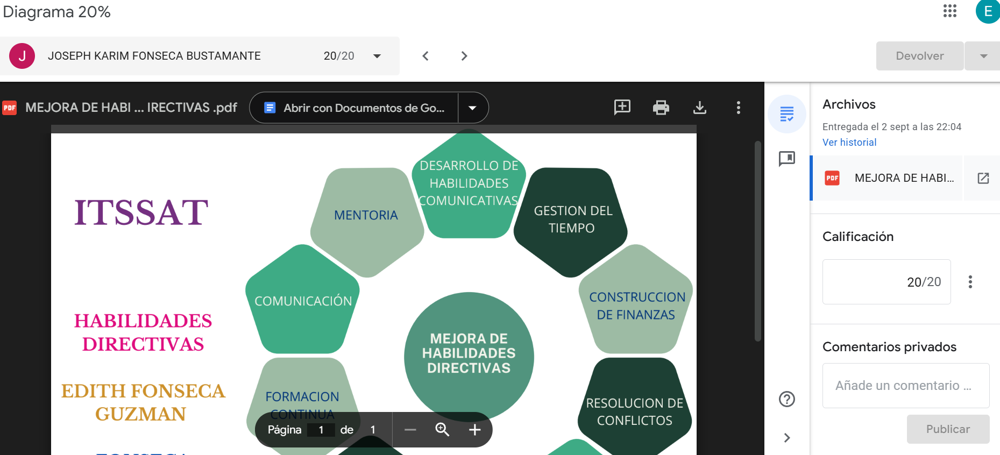 Diagrama 20%
E
J
JOSEPH KARIM FONSECA BUSTAMANTE
20/20
Devolver
PDF
MEJORA DE HABI ... IRECTIVAS .pdf
Abrir con Documentos de Go...
ITSSAT
HABILIDADES
DIRECTIVAS
EDITH FONSECA
GUZMAN
DESARROLLO DE
HABILIDADES
COMUNICATIVAS
MENTORIA
GESTION DEL
TIEMPO
COMUNICACIÓN
CONSTRUCCION
DE FINANZAS
MEJORA DE
HABILIDADES
DIRECTIVAS
FORMACION
CONTINUA
RESOLUCION DE
CONFLICTOS
Página 1 de 1
Archivos
Entregada el 2 sept a las 22:04
Ver historial
PDF
MEJORA DE HABI...
Calificación
20/20
Comentarios privados
Añade un comentario ...
Publicar